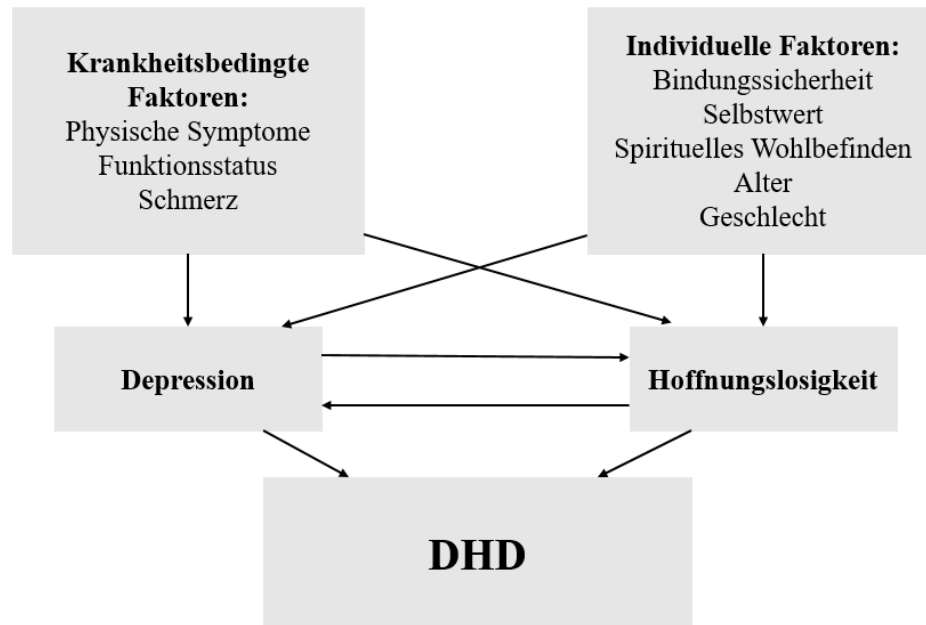 Krankheitsbedingte
Faktoren:
Physische Symptome
Funktionsstatus
Schmerz
Individuelle Faktoren:
Bindungssicherheit
Selbstwert
Spirituelles Wohlbefinden
Alter
Geschlecht
Depression
Hoffnungslosigkeit
DHD